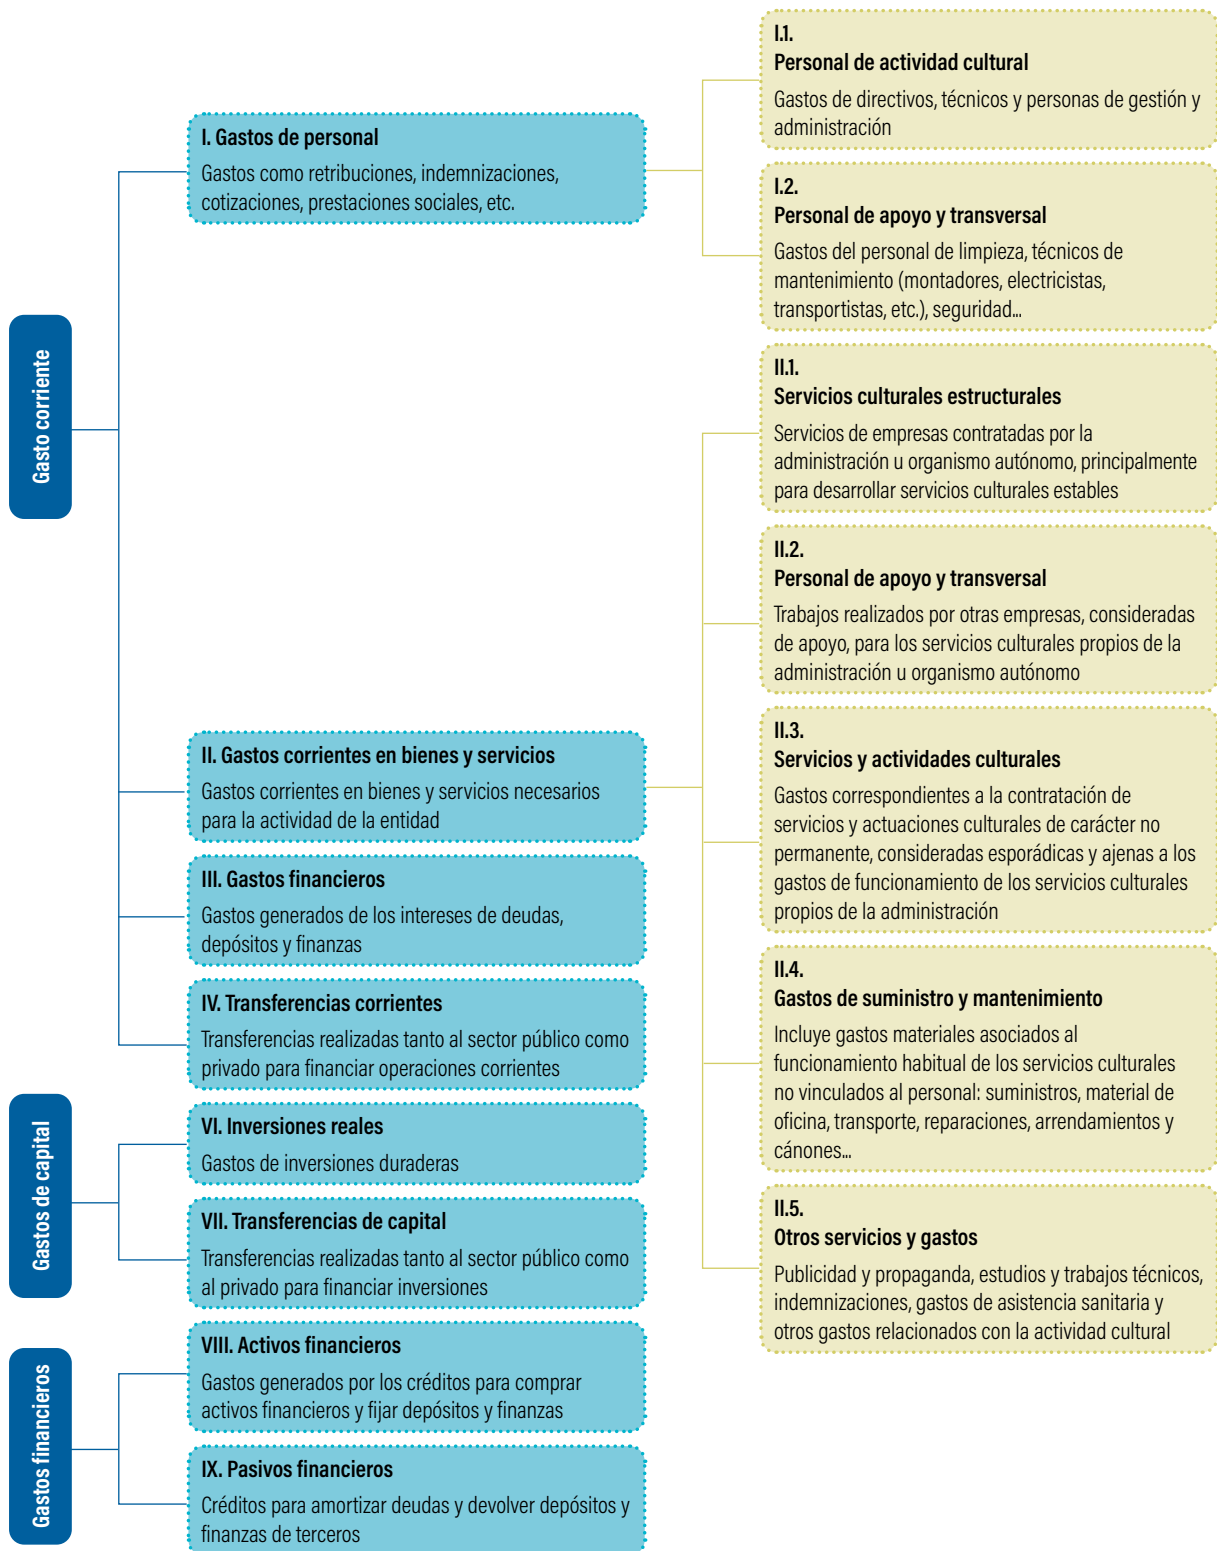 Gasto corriente
I. Gastos de personal
Gastos como retribuciones, indemnizaciones,
cotizaciones, prestaciones sociales, etc.
I.1.
Personal de actividad cultural
Gastos de directivos, técnicos y personas de gestión y
administración
I.2.
Personal de apoyo y transversal
Gastos del personal de limpieza, técnicos de
mantenimiento (montadores, electricistas,
transportistas, etc.), seguridad...
II. Gastos corrientes en bienes y servicios
Gastos corrientes en bienes y servicios necesarios
para la actividad de la entidad
II.1.
Servicios culturales estructurales
Servicios de empresas contratadas por la
administración u organismo autónomo, principalmente
para desarrollar servicios culturales estables
II.2.
Personal de apoyo y transversal
Trabajos realizados por otras empresas, consideradas
de apoyo, para los servicios culturales propios de la
administración u organismo autónomo
II.3.
Servicios y actividades culturales
Gastos correspondientes a la contratación de
servicios y actuaciones culturales de carácter no
permanente, consideradas esporádicas y ajenas a los
gastos de funcionamiento de los servicios culturales
propios de la administración
II.4.
Gastos de suministro y mantenimiento
Incluye gastos materiales asociados al
funcionamiento habitual de los servicios culturales
no vinculados al personal: suministros, material de
oficina, transporte, reparaciones, arrendamientos y
cánones...
II.5.
Otros servicios y gastos
Publicidad y propaganda, estudios y trabajos técnicos,
indemnizaciones, gastos de asistencia sanitaria y
otros gastos relacionados con la actividad cultural
III. Gastos financieros
Gastos generados de los intereses de deudas,
depósitos y finanzas
IV. Transferencias corrientes
Transferencias realizadas tanto al sector público como
privado para financiar operaciones corrientes
Gastos de capital
VI. Inversiones reales
Gastos de inversiones duraderas
VII. Transferencias de capital
Transferencias realizadas tanto al sector público como
al privado para financiar inversiones
Gastos financieros
VIII. Activos financieros
Gastos generados por los créditos para comprar
activos financieros y fijar depósitos y finanzas
IX. Pasivos financieros
Créditos para amortizar deudas y devolver depósitos y
finanzas de terceros